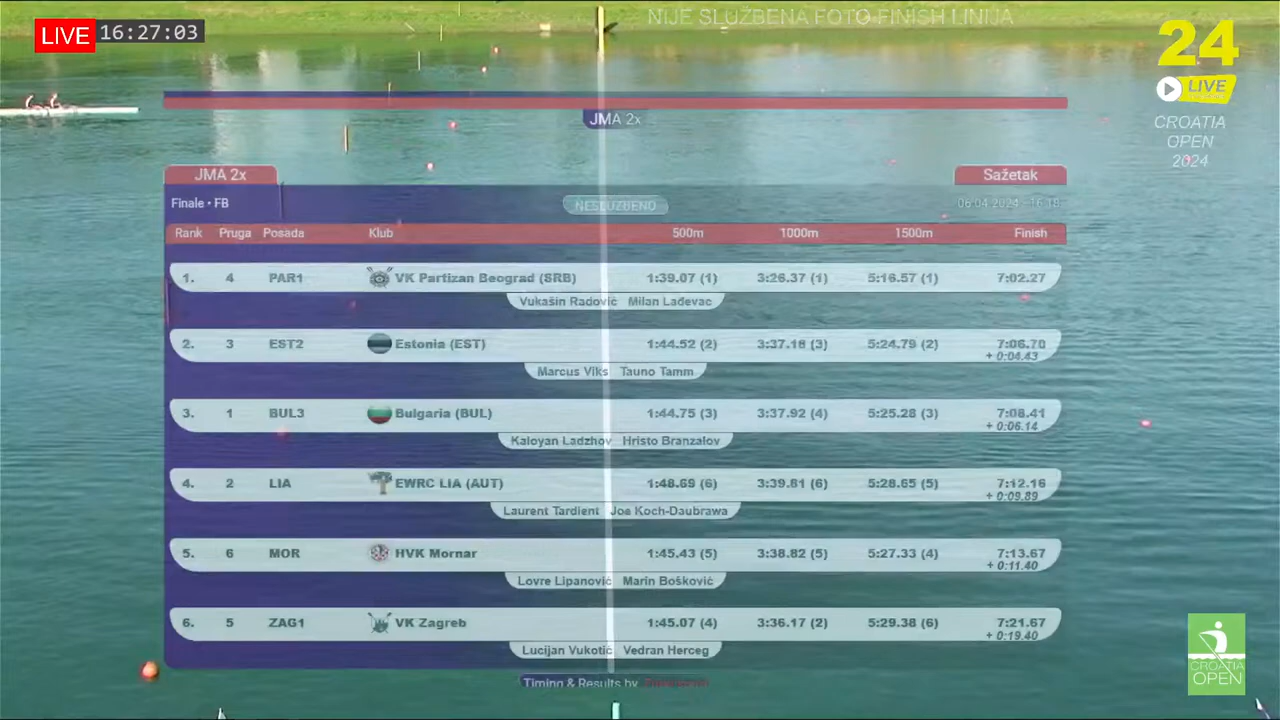 NIJE SLUŽBENA FOTO-FINISH LINIJA
LIVE 16:27:03
24
LIVE
CROATIA
OPEN
2024
JMA 2x
JMA 2x Sažetak
Finale • FB NESLUŽBENO 06.04.2024 - 16:18
Rank Pruga Posada Klub 500m 1000m 1500m Finish
1. 4 PAR1 VK Partizan Beograd (SRB) 1:39.07 (1) 3:26.37 (1) 5:16.57 (1) 7:02.27
Vukašin Radović Milan Lađevac
2. 3 EST2 Estonia (EST) 1:44.52 (2) 3:37.18 (3) 5:24.79 (2) 7:06.70
+ 0:04.43
Marcus Viks Tauno Tamm
3. 1 BUL3 Bulgaria (BUL) 1:44.75 (3) 3:37.92 (4) 5:25.28 (3) 7:08.41
+ 0:06.14
Kaloyan Ladzhov Hristo Branzalov
4. 2 LIA EWRC LIA (AUT) 1:48.69 (6) 3:39.81 (6) 5:28.65 (5) 7:12.16
+ 0:09.89
Laurent Tardient Joe Koch-Daubrawa
5. 6 MOR HVK Mornar 1:45.43 (5) 3:38.82 (5) 5:27.33 (4) 7:13.67
+ 0:11.40
Lovre Lipanović Marin Bošković
6. 5 ZAG1 VK Zagreb 1:45.07 (4) 3:36.17 (2) 5:29.38 (6) 7:21.67
+ 0:19.40
Lucijan Vukotić Vedran Herceg
Timing & Results by
CROATIA
OPEN